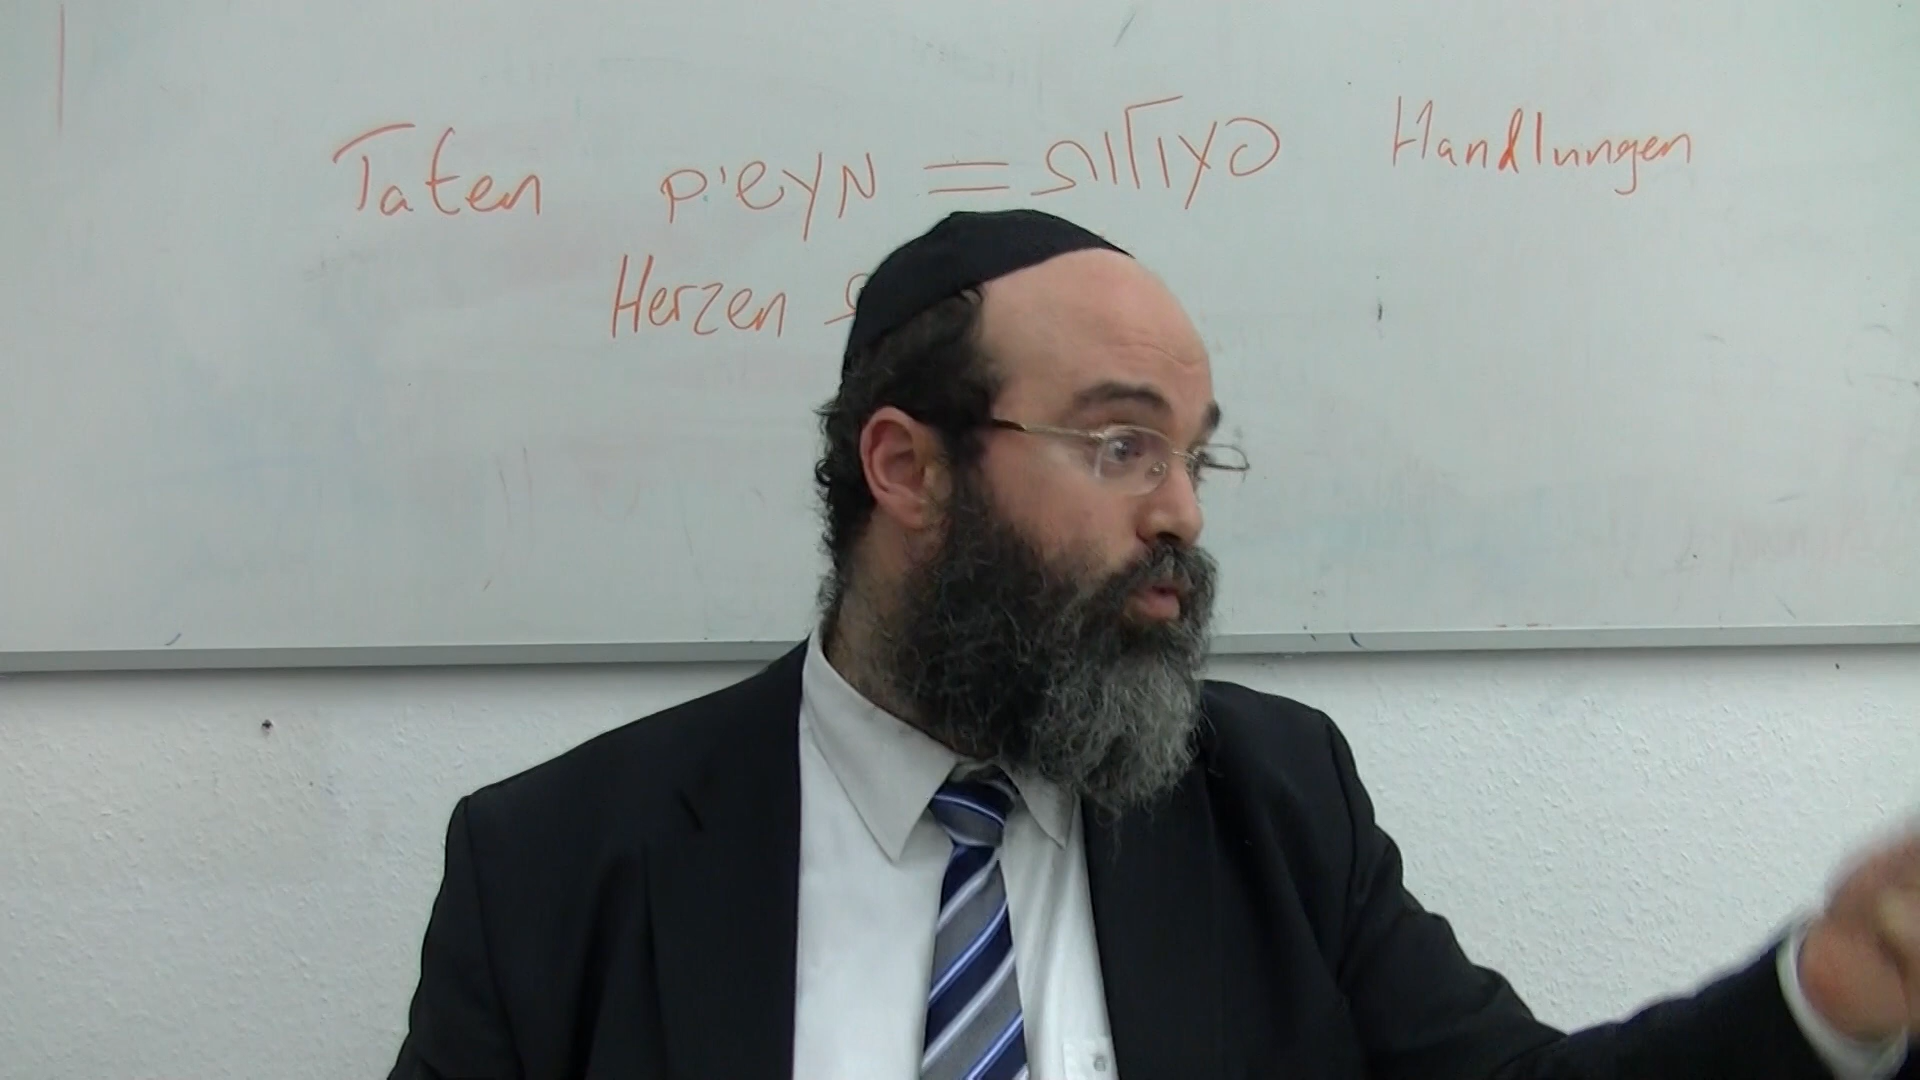 Taten מעשים = פעולות Handlungen
Herzen